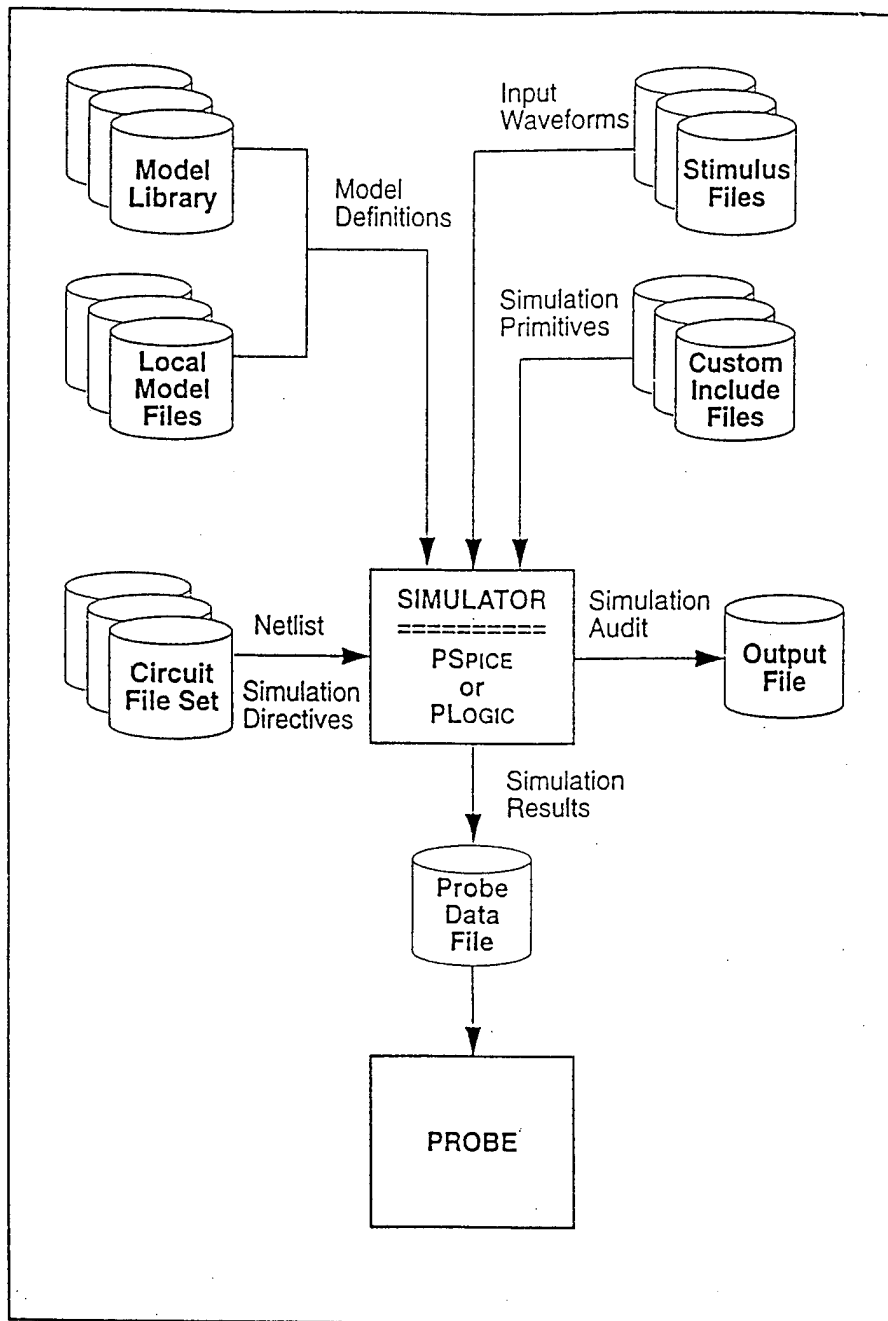 Model
Library
Model
Definitions
Input
Waveforms
Stimulus
Files
Local
Model
Files
Simulation
Primitives
Custom
Include
Files
Circuit
File Set
Netlist
Simulation
Directives
SIMULATOR
==========
PSPICE
or
PLOGIC
Simulation
Audit
Output
File
Simulation
Results
Probe
Data
File
PROBE